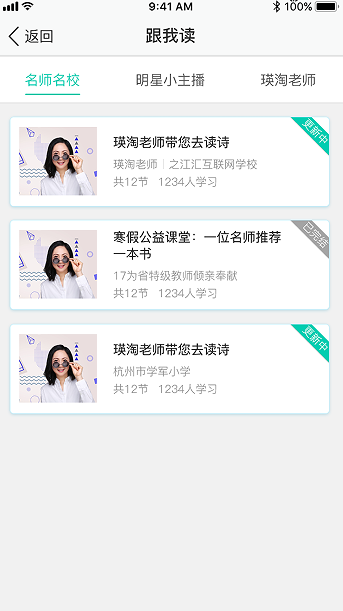 9:41 AM
100%
返回
跟我读
名师名校
明星小主播
瑛淘老师
更新中
瑛淘老师带您去读诗
瑛淘老师 | 之江汇互联网学校
共12节 1234人学习
已完结
寒假公益课堂：一位名师推荐
一本书
17为省特级教师倾亲奉献
共12节 1234人学习
更新中
瑛淘老师带您去读诗
杭州市学军小学
共12节 1234人学习